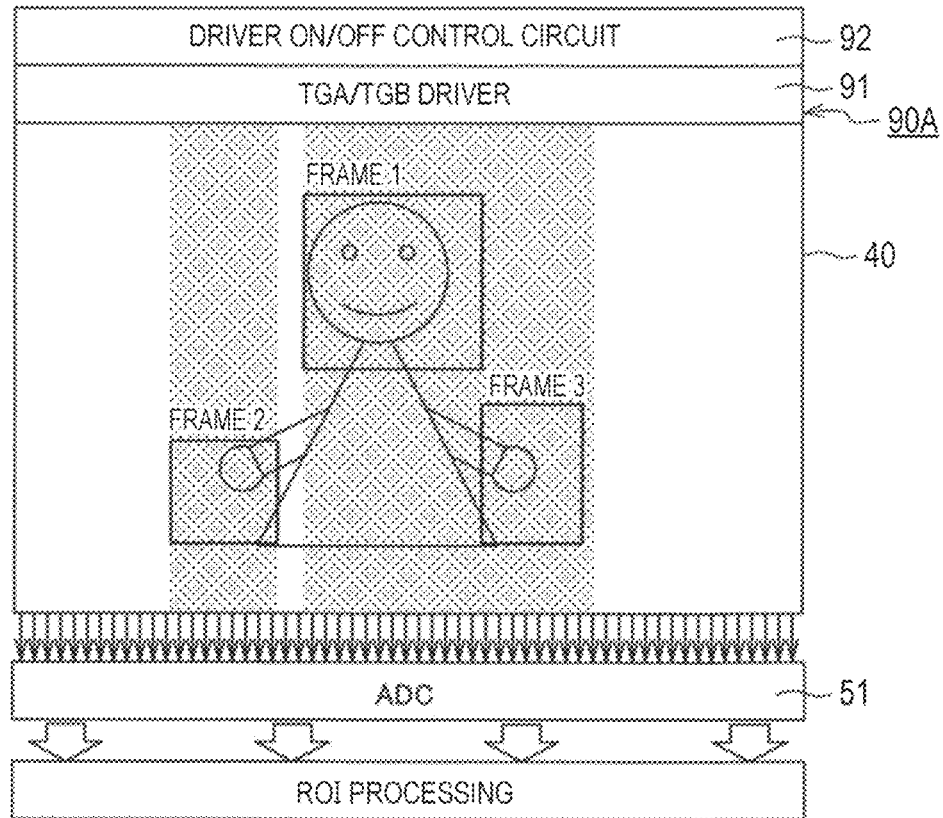 DRIVER ON/OFF CONTROL CIRCUIT
92
TGA/TGB DRIVER
91
90A
FRAME 1
40
FRAME 3
FRAME 2
ADC
51
ROI PROCESSING